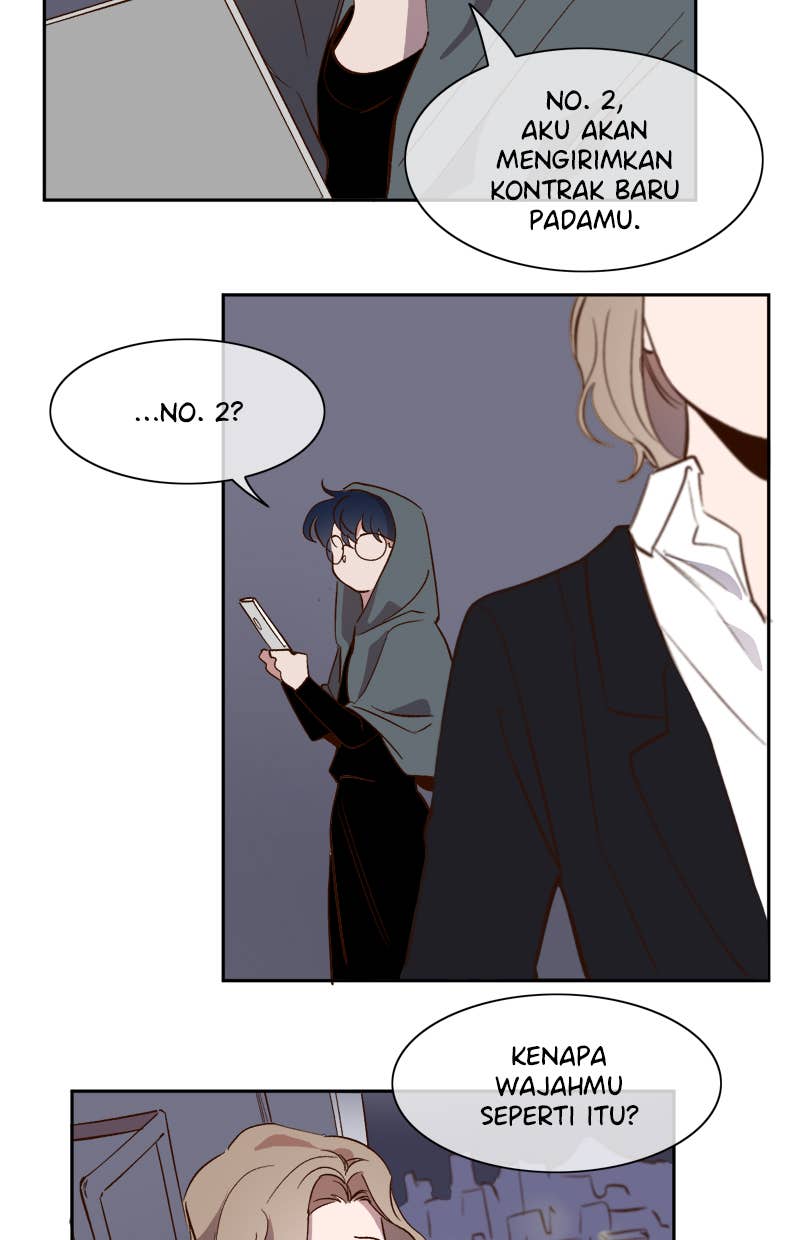 NO. 2,
AKU AKAN
MENGIRIMKAN
KONTRAK BARU
PADAMU.
...NO. 2?
KENAPA
WAJAHMU
SEPERTI ITU?